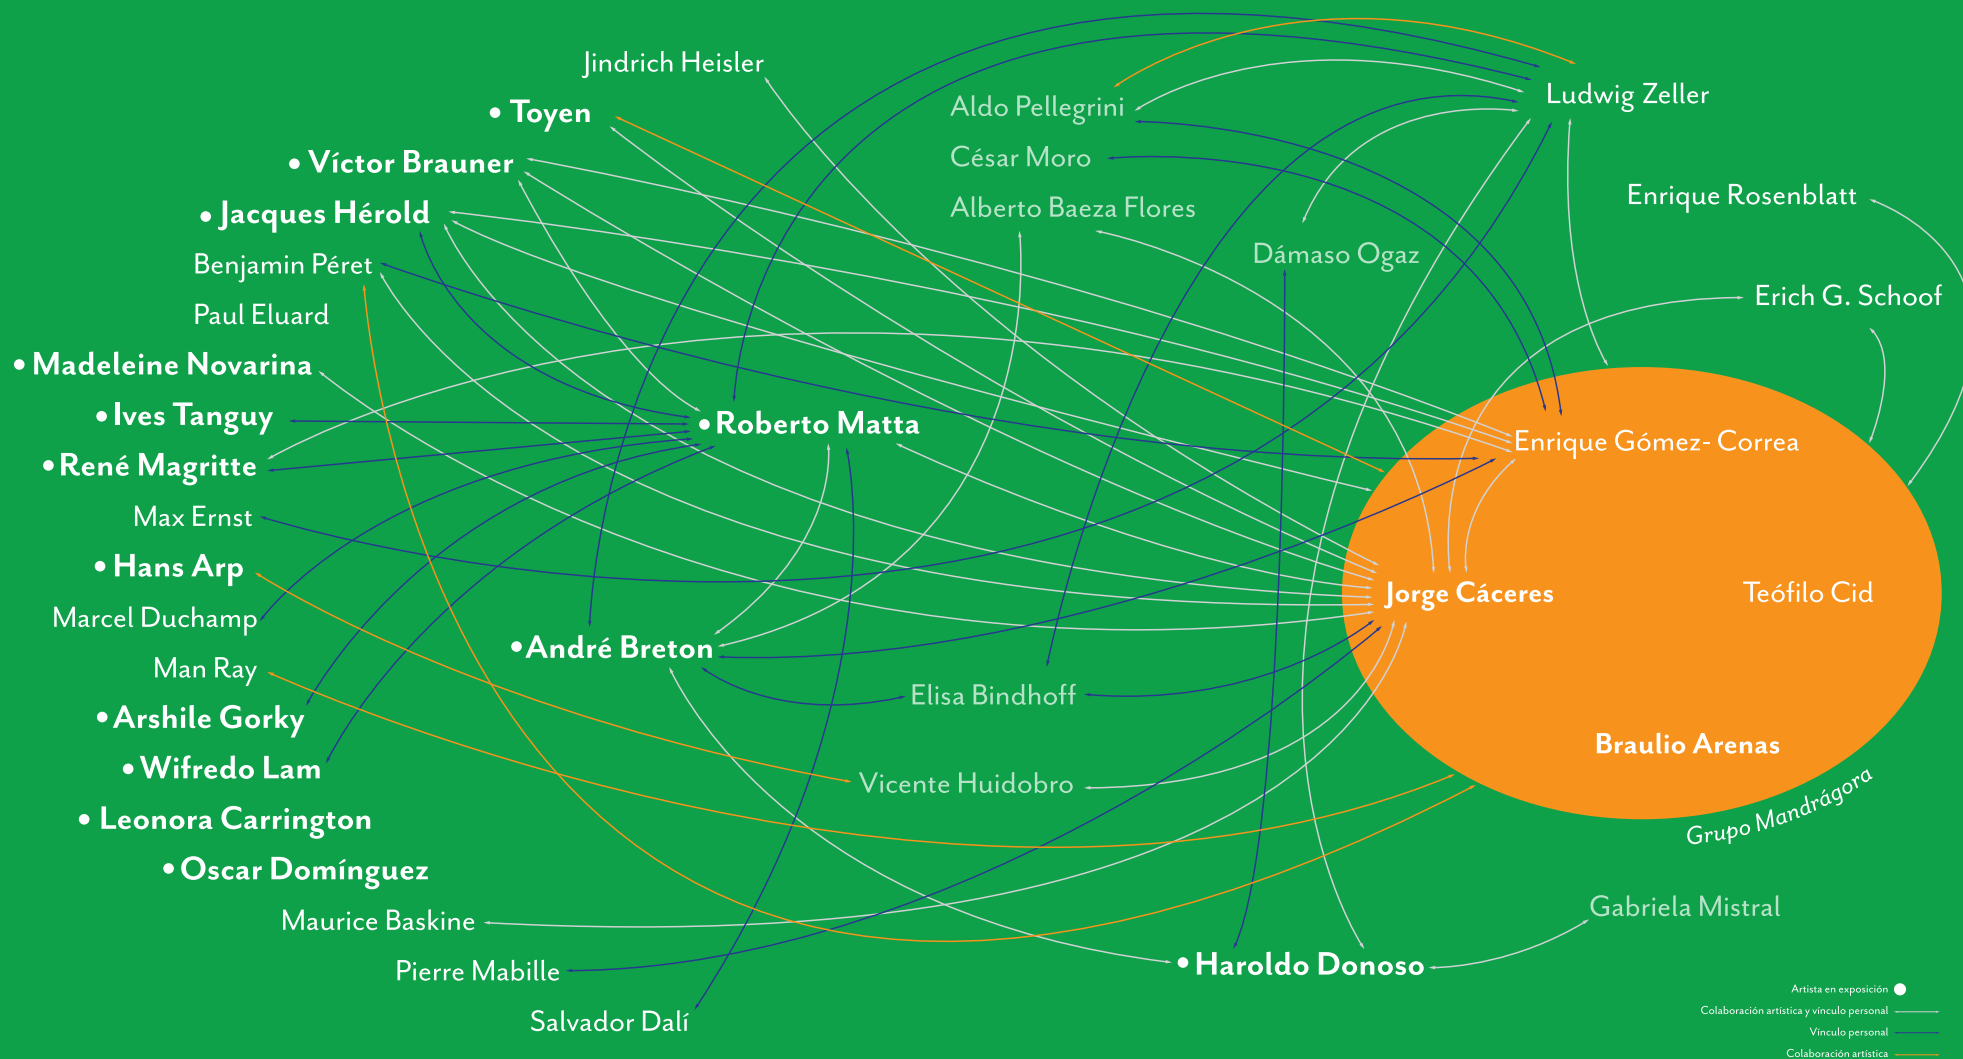 Jindrich Heisler
• Toyen
• Víctor Brauner
• Jacques Hérold
Benjamin Péret
Paul Eluard
• Madeleine Novarina
• Ives Tanguy
• René Magritte
Max Ernst
• Hans Arp
Marcel Duchamp
Man Ray
• Arshile Gorky
• Wifredo Lam
• Leonora Carrington
• Oscar Domínguez
Maurice Baskine
Pierre Mabille
Salvador Dalí
• Roberto Matta
• André Breton
Aldo Pellegrini
César Moro
Alberto Baeza Flores
Dámaso Ogaz
Elisa Bindhoff
Vicente Huidobro
• Haroldo Donoso
Gabriela Mistral
Ludwig Zeller
Enrique Rosenblatt
Erich G. Schoof
Enrique Gómez- Correa
Jorge Cáceres
Teófilo Cid
Braulio Arenas
Grupo Mandrágora
Artista en exposición
Colaboración artística y vínculo personal
Vínculo personal
Colaboración artística